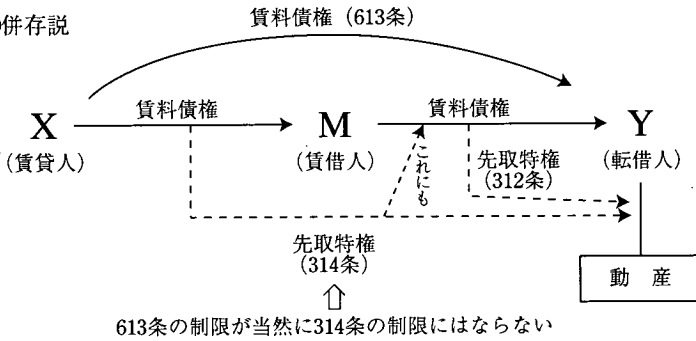 併存説
賃料債権（613条）
賃料債権
賃料債権
X
M
Y
（賃貸人）
（賃借人）
（転借人）
これにも
先取特権
（312条）
先取特権
（314条）
動　産
613条の制限が当然に314条の制限にはならない